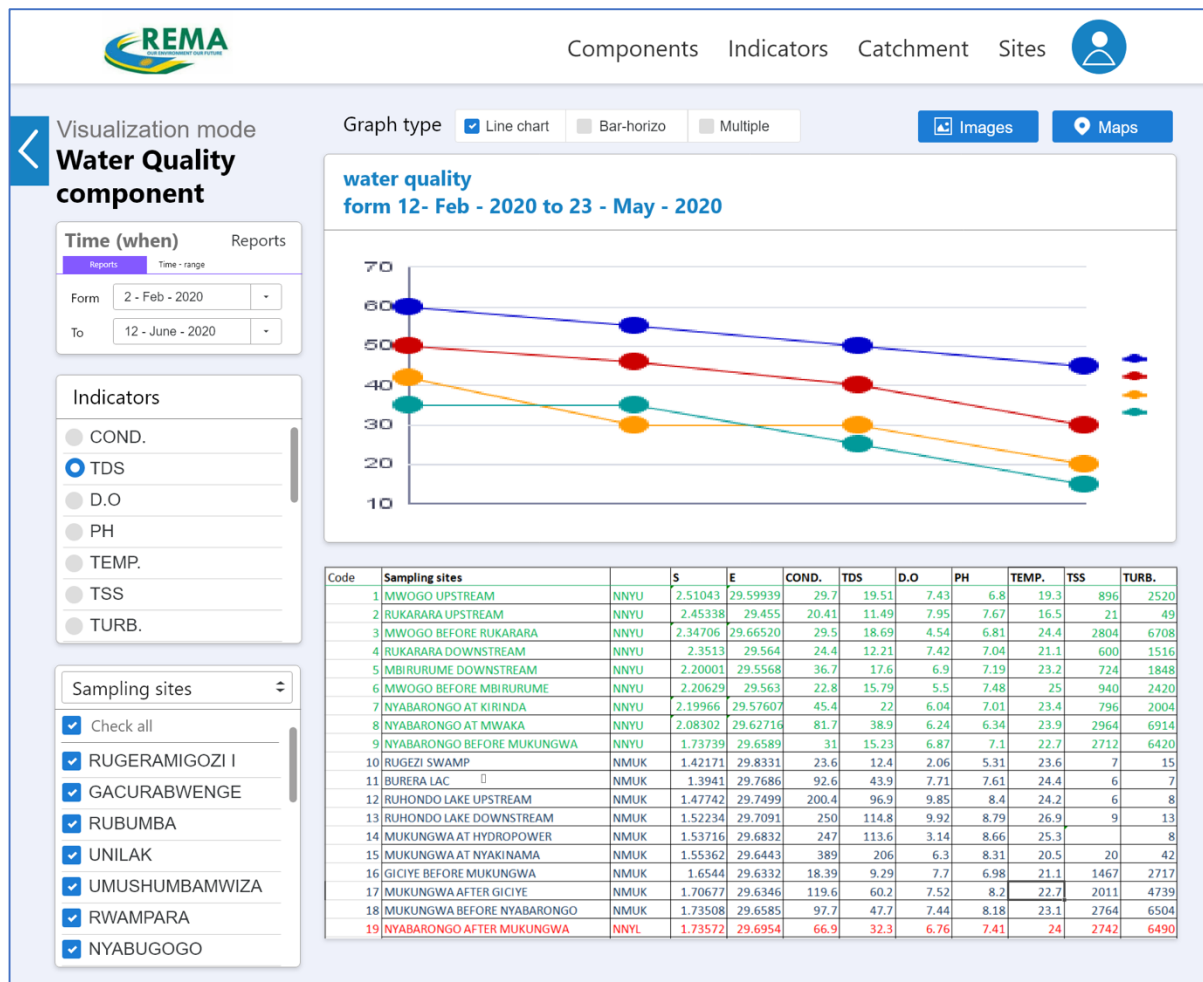 REMA
OUR ENVIRONMENT OUR FUTURE
Components Indicators Catchment Sites
Visualization mode
Water Quality
component
Graph type Line chart Bar-horizo Multiple Images Maps
water quality
form 12- Feb - 2020 to 23 - May - 2020
Time (when) Reports
Reports Time - range
Form 2 - Feb - 2020
To 12 - June - 2020
70
60
50
40
30
20
10
Indicators
COND.
TDS
D.O
PH
TEMP.
TSS
TURB.
Sampling sites
Check all
RUGERAMIGOZI I
GACURABWENGE
RUBUMBA
UNILAK
UMUSHUMBAMWIZA
RWAMPARA
NYABUGOGO
Code Sampling sites S E COND. TDS D.O PH TEMP. TSS TURB.
1 MWOGO UPSTREAM NNYU 2.51043 29.59939 29.7 19.51 7.43 6.8 19.3 896 2520
2 RUKARARA UPSTREAM NNYU 2.45338 29.455 20.41 11.49 7.95 7.67 16.5 21 49
3 MWOGO BEFORE RUKARARA NNYU 2.34706 29.66520 29.5 18.69 4.54 6.81 24.4 2804 6708
4 RUKARARA DOWNSTREAM NNYU 2.3513 29.564 24.4 12.21 7.42 7.04 21.1 600 1516
5 MBIRURUME DOWNSTREAM NNYU 2.20001 29.5568 36.7 17.6 6.9 7.19 23.2 724 1848
6 MWOGO BEFORE MBIRURUME NNYU 2.20629 29.563 22.8 15.79 5.5 7.48 25 940 2420
7 NYABARONGO AT KIRINDA NNYU 2.19966 29.57607 45.4 22 6.04 7.01 23.4 796 2004
8 NYABARONGO AT MWAKA NNYU 2.08302 29.62716 81.7 38.9 6.24 6.34 23.9 2964 6914
9 NYABARONGO BEFORE MUKUNGWA NNYU 1.73739 29.6589 31 15.23 6.87 7.1 22.7 2712 6420
10 RUGEZI SWAMP NMUK 1.42171 29.8331 23.6 12.4 2.06 5.31 23.6 7 15
11 BURERA LAC NMUK 1.3941 29.7686 92.6 43.9 7.71 7.61 24.4 6 7
12 RUHONDO LAKE UPSTREAM NMUK 1.47742 29.7499 200.4 96.9 9.85 8.4 24.2 6 8
13 RUHONDO LAKE DOWNSTREAM NMUK 1.52234 29.7091 250 114.8 9.92 8.79 26.9 9 13
14 MUKUNGWA AT HYDROPOWER NMUK 1.53716 29.6832 247 113.6 3.14 8.66 25.3 8
15 MUKUNGWA AT NYAKINAMA NMUK 1.55362 29.6443 389 206 6.3 8.31 20.5 20 42
16 GICIYE BEFORE MUKUNGWA NMUK 1.6544 29.6332 18.39 9.29 7.7 6.98 21.1 1467 2717
17 MUKUNGWA AFTER GICIYE NMUK 1.70677 29.6346 119.6 60.2 7.52 8.2 22.7 2011 4739
18 MUKUNGWA BEFORE NYABARONGO NMUK 1.73508 29.6585 97.7 47.7 7.44 8.18 23.1 2764 6504
19 NYABARONGO AFTER MUKUNGWA NNYL 1.73572 29.6954 66.9 32.3 6.76 7.41 24 2742 6490